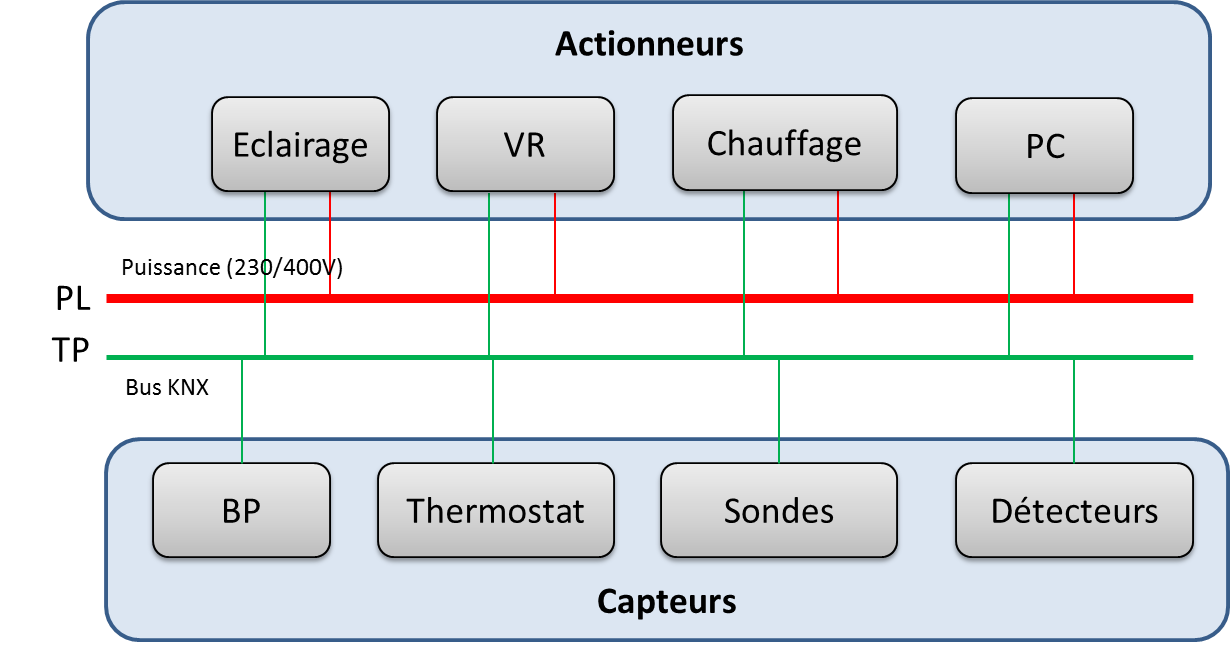 Actionneurs
Eclairage
VR
Chauffage
PC
Puissance (230/400V)
PL
TP
Bus KNX
BP
Thermostat
Sondes
Détecteurs
Capteurs